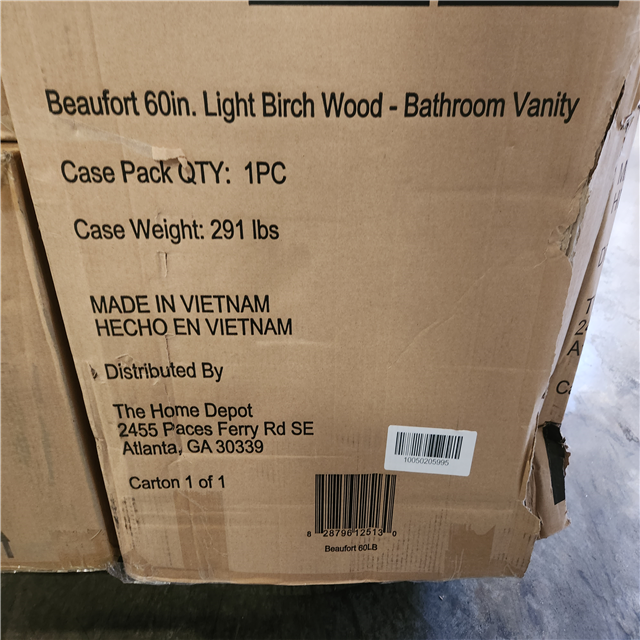 Beaufort 60in. Light Birch Wood - Bathroom Vanity
Case Pack QTY: 1PC
Case Weight: 291 lbs
MADE IN VIETNAM
HECHO EN VIETNAM
Distributed By
The Home Depot
2455 Paces Ferry Rd SE
Atlanta, GA 30339
Carton 1 of 1
10050205995
8 28796 12513 0
Beaufort 60LB